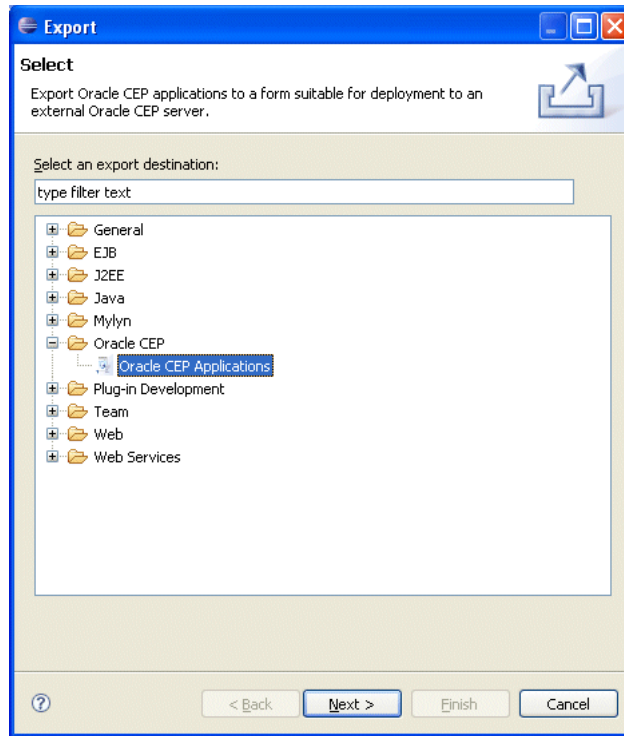 Export
Select
Export Oracle CEP applications to a form suitable for deployment to an
external Oracle CEP server.
Select an export destination:
type filter text
General
EJB
J2EE
Java
Mylyn
Oracle CEP
Oracle CEP Applications
Plug-in Development
Team
Web
Web Services
? < Back Next > Finish Cancel